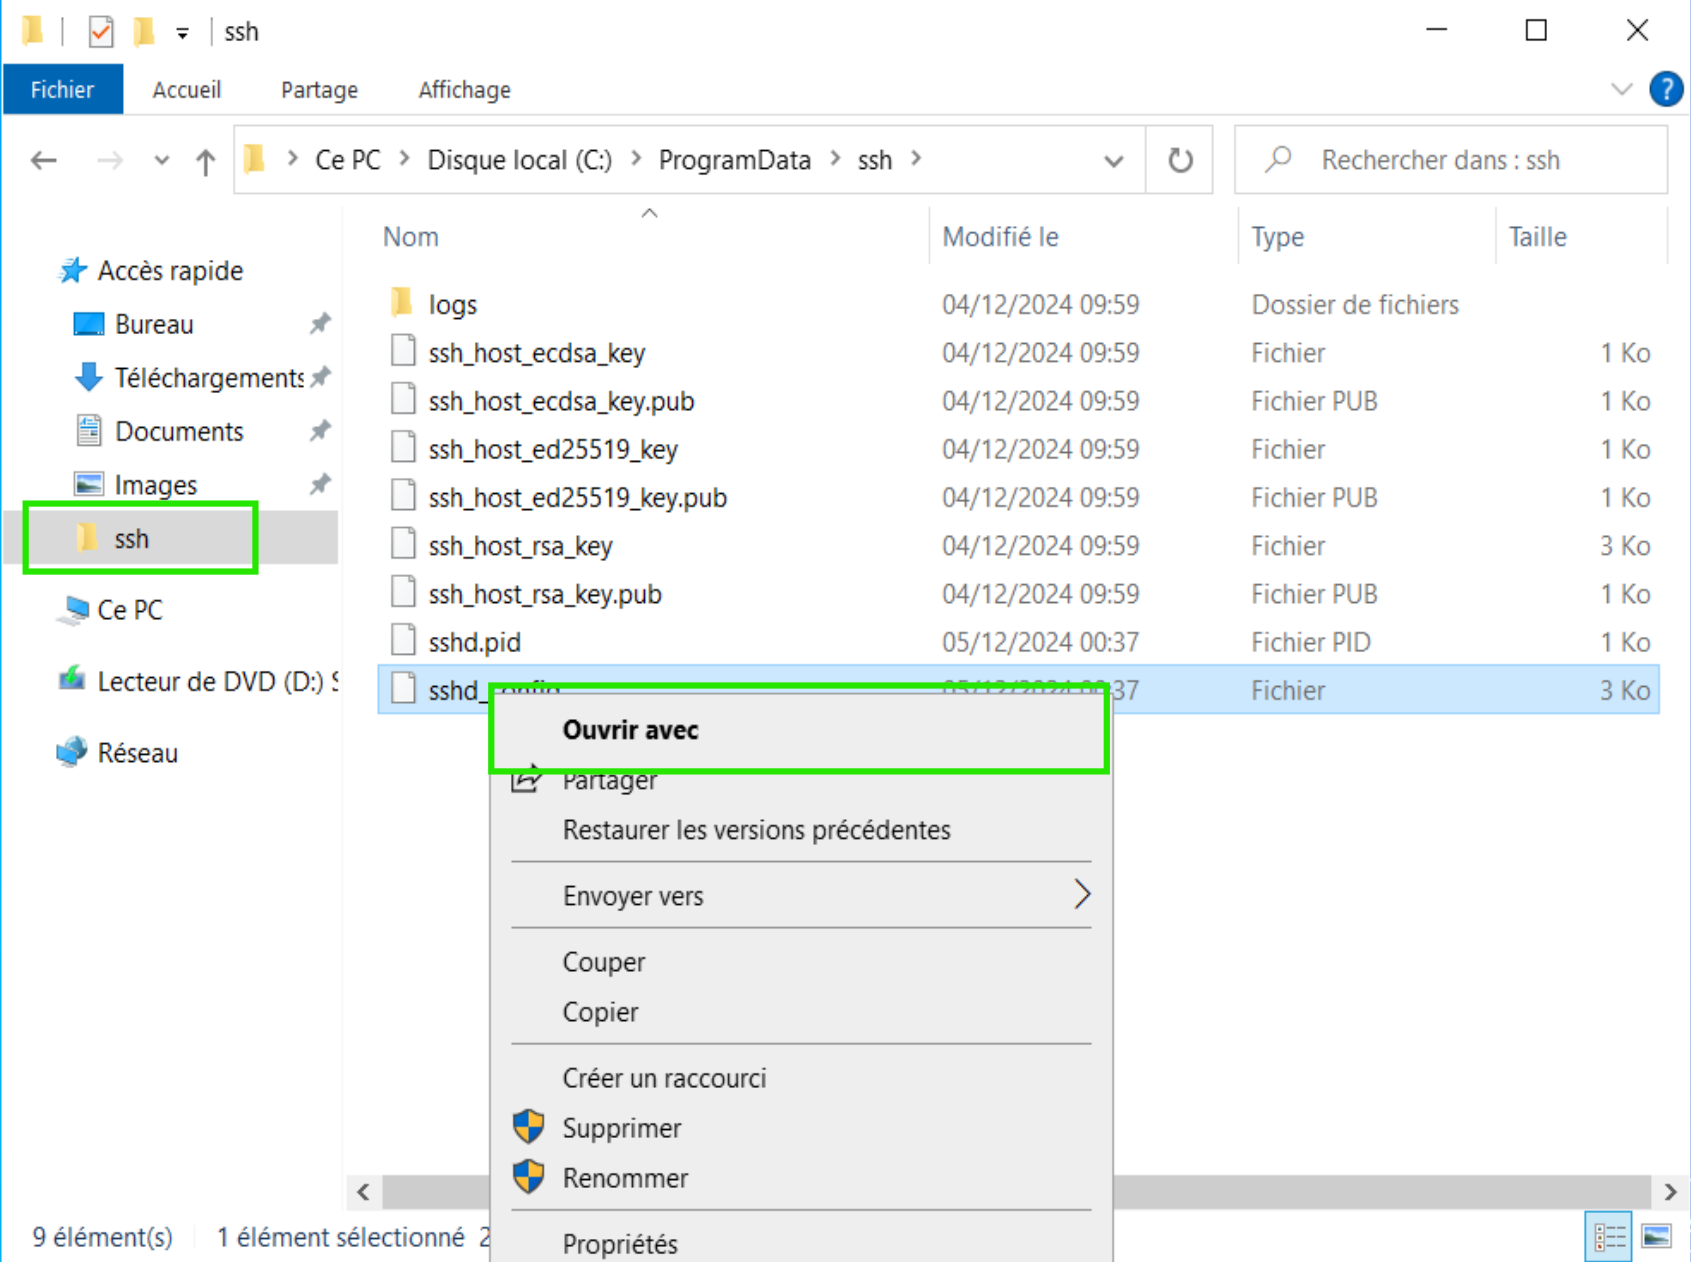 ssh
Fichier Accueil Partage Affichage ?
Ce PC Disque local (C:) ProgramData ssh Rechercher dans : ssh
Nom Modifié le Type Taille
Accès rapide
Bureau
Téléchargements
Documents
Images
ssh
Ce PC
Lecteur de DVD (D:) S
Réseau
logs 04/12/2024 09:59 Dossier de fichiers
ssh_host_ecdsa_key 04/12/2024 09:59 Fichier 1 Ko
ssh_host_ecdsa_key.pub 04/12/2024 09:59 Fichier PUB 1 Ko
ssh_host_ed25519_key 04/12/2024 09:59 Fichier 1 Ko
ssh_host_ed25519_key.pub 04/12/2024 09:59 Fichier PUB 1 Ko
ssh_host_rsa_key 04/12/2024 09:59 Fichier 3 Ko
ssh_host_rsa_key.pub 04/12/2024 09:59 Fichier PUB 1 Ko
sshd.pid 05/12/2024 00:37 Fichier PID 1 Ko
sshd_config 05/12/2024 00:37 Fichier 3 Ko
Ouvrir avec
Partager
Restaurer les versions précédentes
Envoyer vers
Couper
Copier
Créer un raccourci
Supprimer
Renommer
Propriétés
9 élément(s) 1 élément sélectionné 2